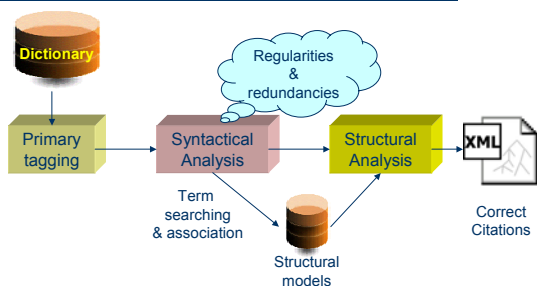 Dictionary
Regularities
&
redundancies
Primary
tagging
Syntactical
Analysis
Structural
Analysis
XML
Term
searching
& association
Correct
Citations
Structural
models